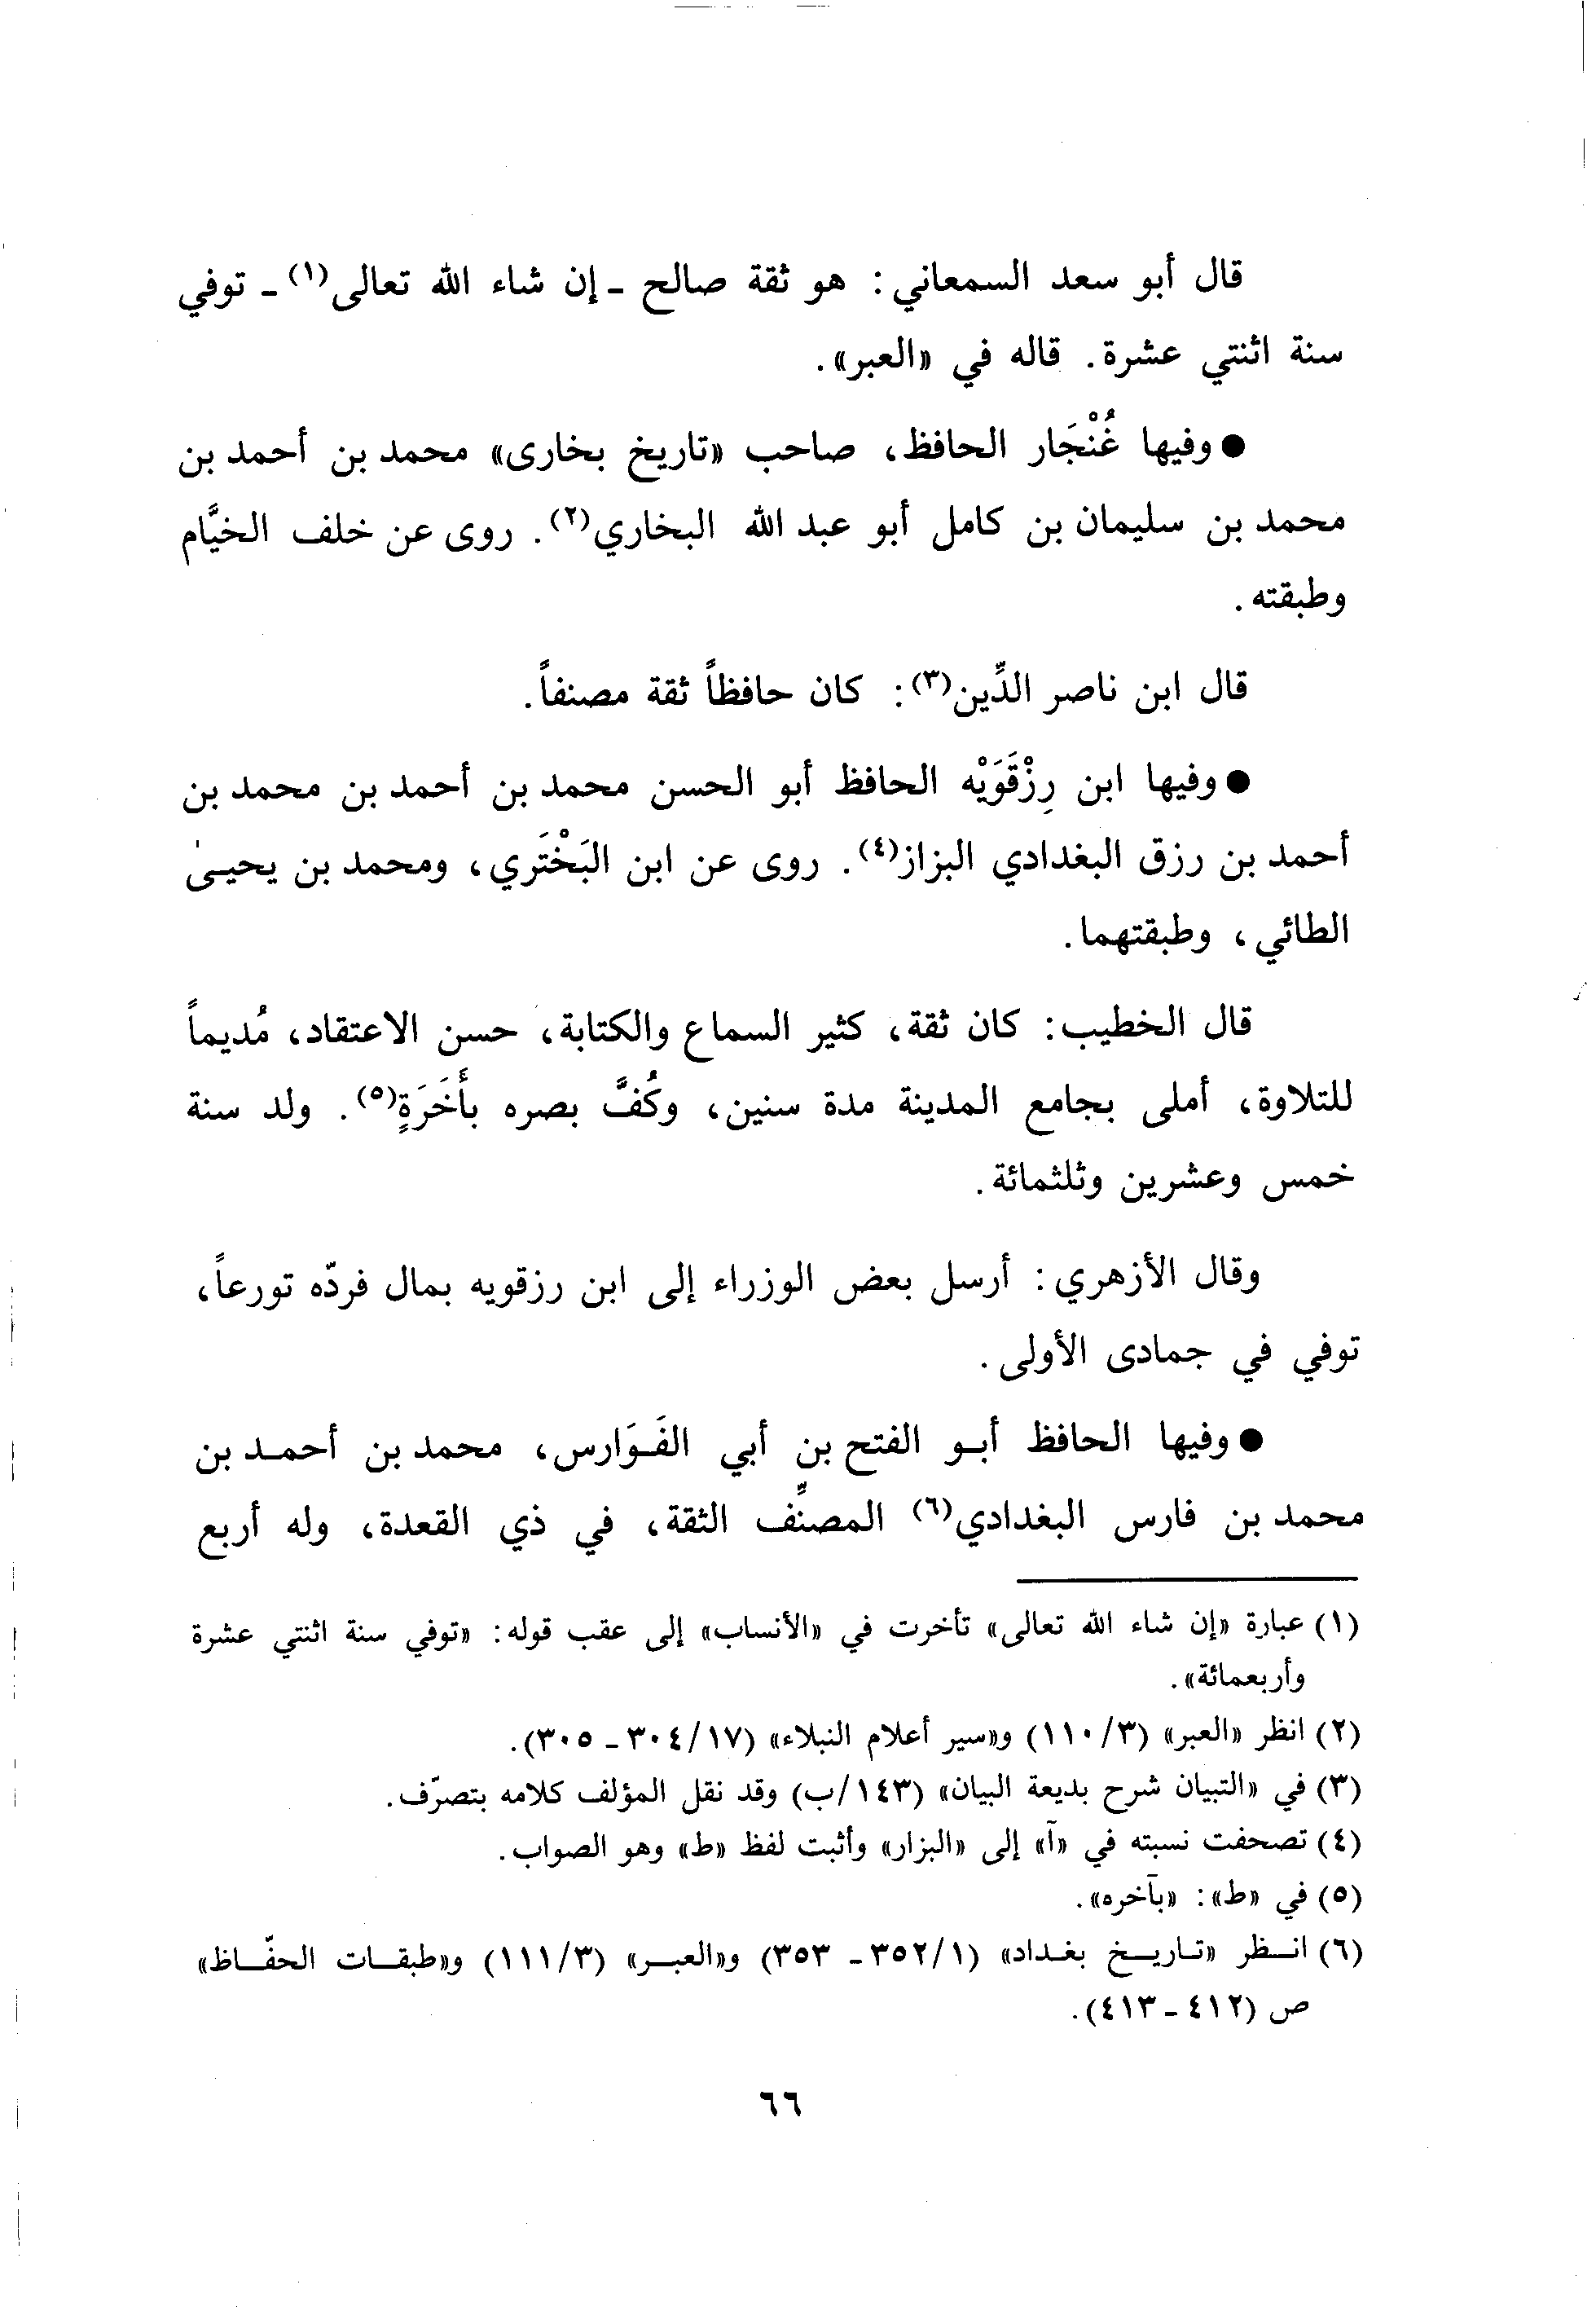 قال أبو سعد السمعاني: هو ثقة صالح - إن شاء الله تعالى(١) - توفي
سنة اثنتي عشرة. قاله في «العبر».
● وفيها غُنْجَار الحافظ، صاحب «تاريخ بخارى» محمد بن أحمد بن
محمد بن سليمان بن كامل أبو عبد الله البخاري(٢). روى عن خلف الخيَّام
وطبقته.
قال ابن ناصر الدِّين(٣): كان حافظاً ثقة مصنفاً.
● وفيها ابن رِزْقَوَيْه الحافظ أبو الحسن محمد بن أحمد بن محمد بن
أحمد بن رزق البغدادي البزاز(٤). روى عن ابن البَخْتَري، ومحمد بن يحيىٰ
الطائي، وطبقتهما.
قال الخطيب: كان ثقة، كثير السماع والكتابة، حسن الاعتقاد، مُديماً
للتلاوة، أملى بجامع المدينة مدة سنين، وكُفَّ بصره بأَخَرَةٍ(٥). ولد سنة
خمس وعشرين وثلثمائة.
وقال الأزهري: أرسل بعض الوزراء إلى ابن رزقويه بمال فردّه تورعاً،
توفي في جمادى الأولى.
● وفيها الحافظ أبو الفتح بن أبي الفَوَارس، محمد بن أحمد بن
محمد بن فارس البغدادي(٦) المصنِّف الثقة، في ذي القعدة، وله أربع
(١) عبارة «إن شاء الله تعالى» تأخرت في «الأنساب» إلى عقب قوله: «توفي سنة اثنتي عشرة
وأربعمائة».
(٢) انظر «العبر» (١١٠/٣) و«سير أعلام النبلاء» (٣٠٤/١٧ - ٣٠٥).
(٣) في «التبيان شرح بديعة البيان» (١٤٣/ب) وقد نقل المؤلف كلامه بتصرّف.
(٤) تصحفت نسبته في «آ» إلى «البزار» وأثبت لفظ «ط» وهو الصواب.
(٥) في «ط»: «بآخره».
(٦) انظر «تاريخ بغداد» (٣٥٢/١ - ٣٥٣) و«العبر» (١١١/٣) و«طبقات الحفّاظ»
ص (٤١٢ - ٤١٣).
٦٦